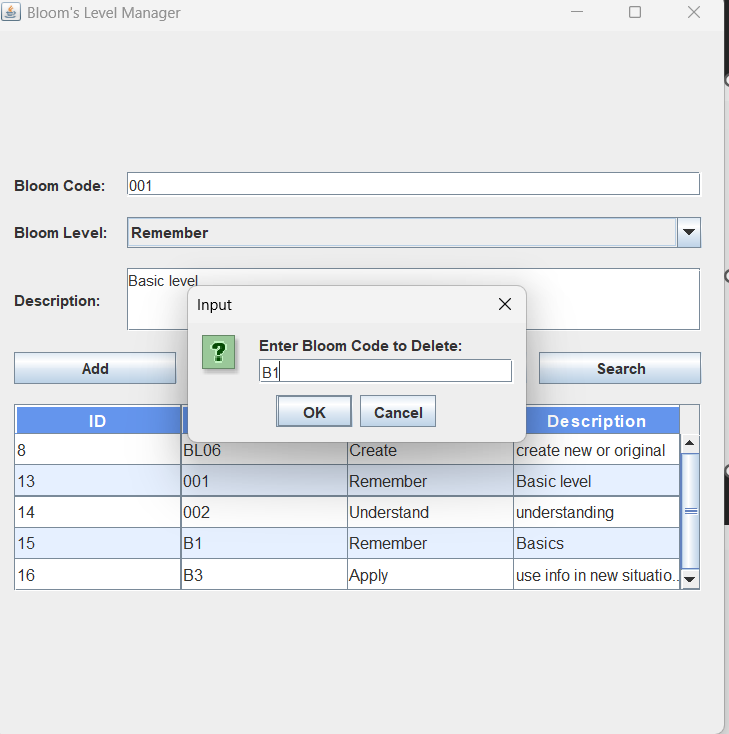 Bloom's Level Manager
Bloom Code:
001
Bloom Level:
Remember
Description:
Basic level
Input
?
Enter Bloom Code to Delete:
B1
OK
Cancel
Add
Search
ID
Description
8 BL06 Create create new or original
13 001 Remember Basic level
14 002 Understand understanding
15 B1 Remember Basics
16 B3 Apply use info in new situatio...